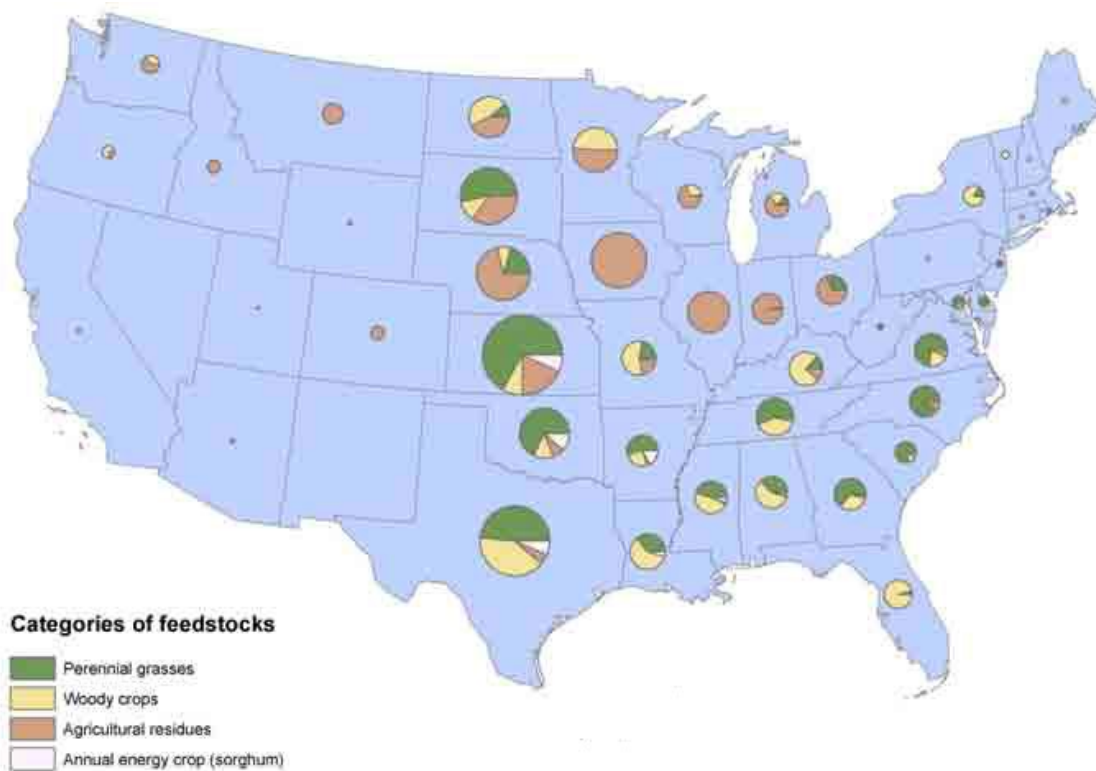 Categories of feedstocks
Perennial grasses
Woody crops
Agricultural residues
Annual energy crop (sorghum)